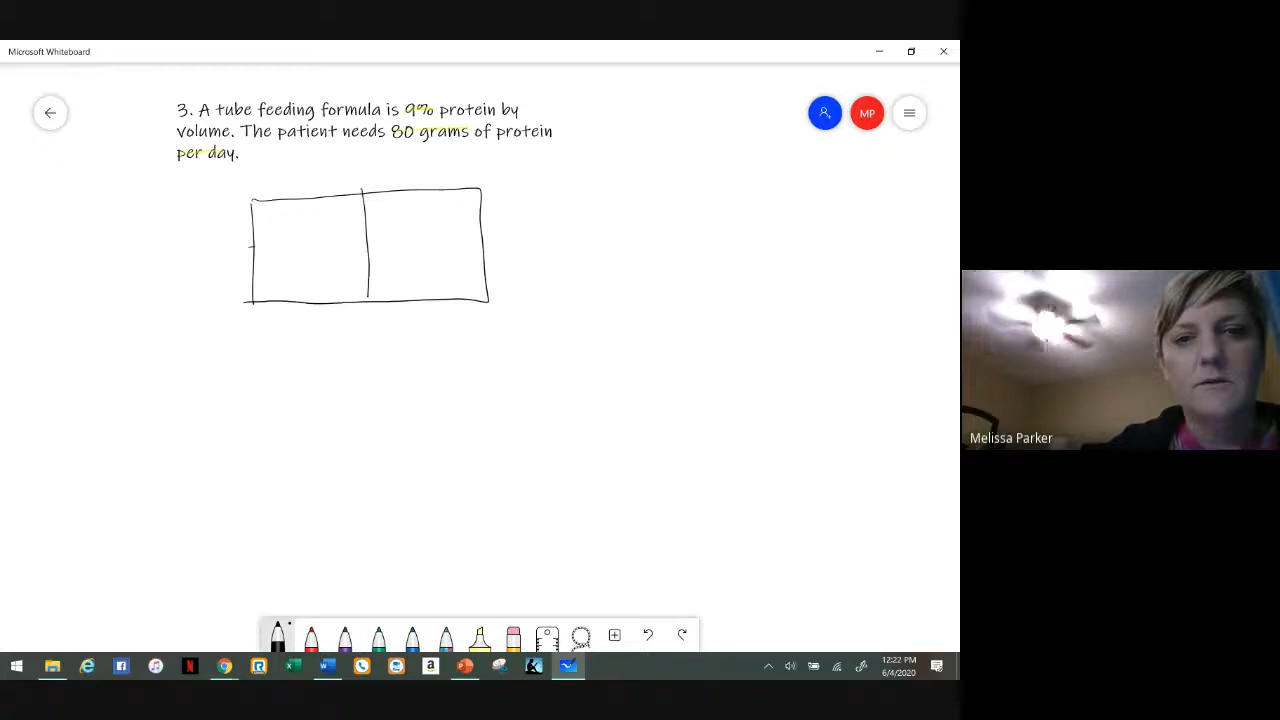 Microsoft Whiteboard
3. A tube feeding formula is 9% protein by
volume. The patient needs 80 grams of protein
per day.
MP
Melissa Parker
12:22 PM
6/4/2020